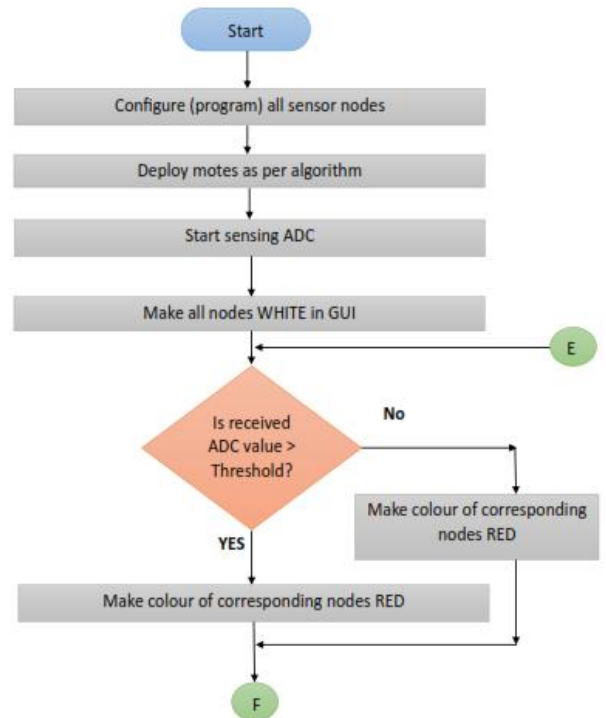 Start
Configure (program) all sensor nodes
Deploy motes as per algorithm
Start sensing ADC
Make all nodes WHITE in GUI
E
Is received
ADC value >
Threshold?
No
Make colour of corresponding
nodes RED
YES
Make colour of corresponding nodes RED
F